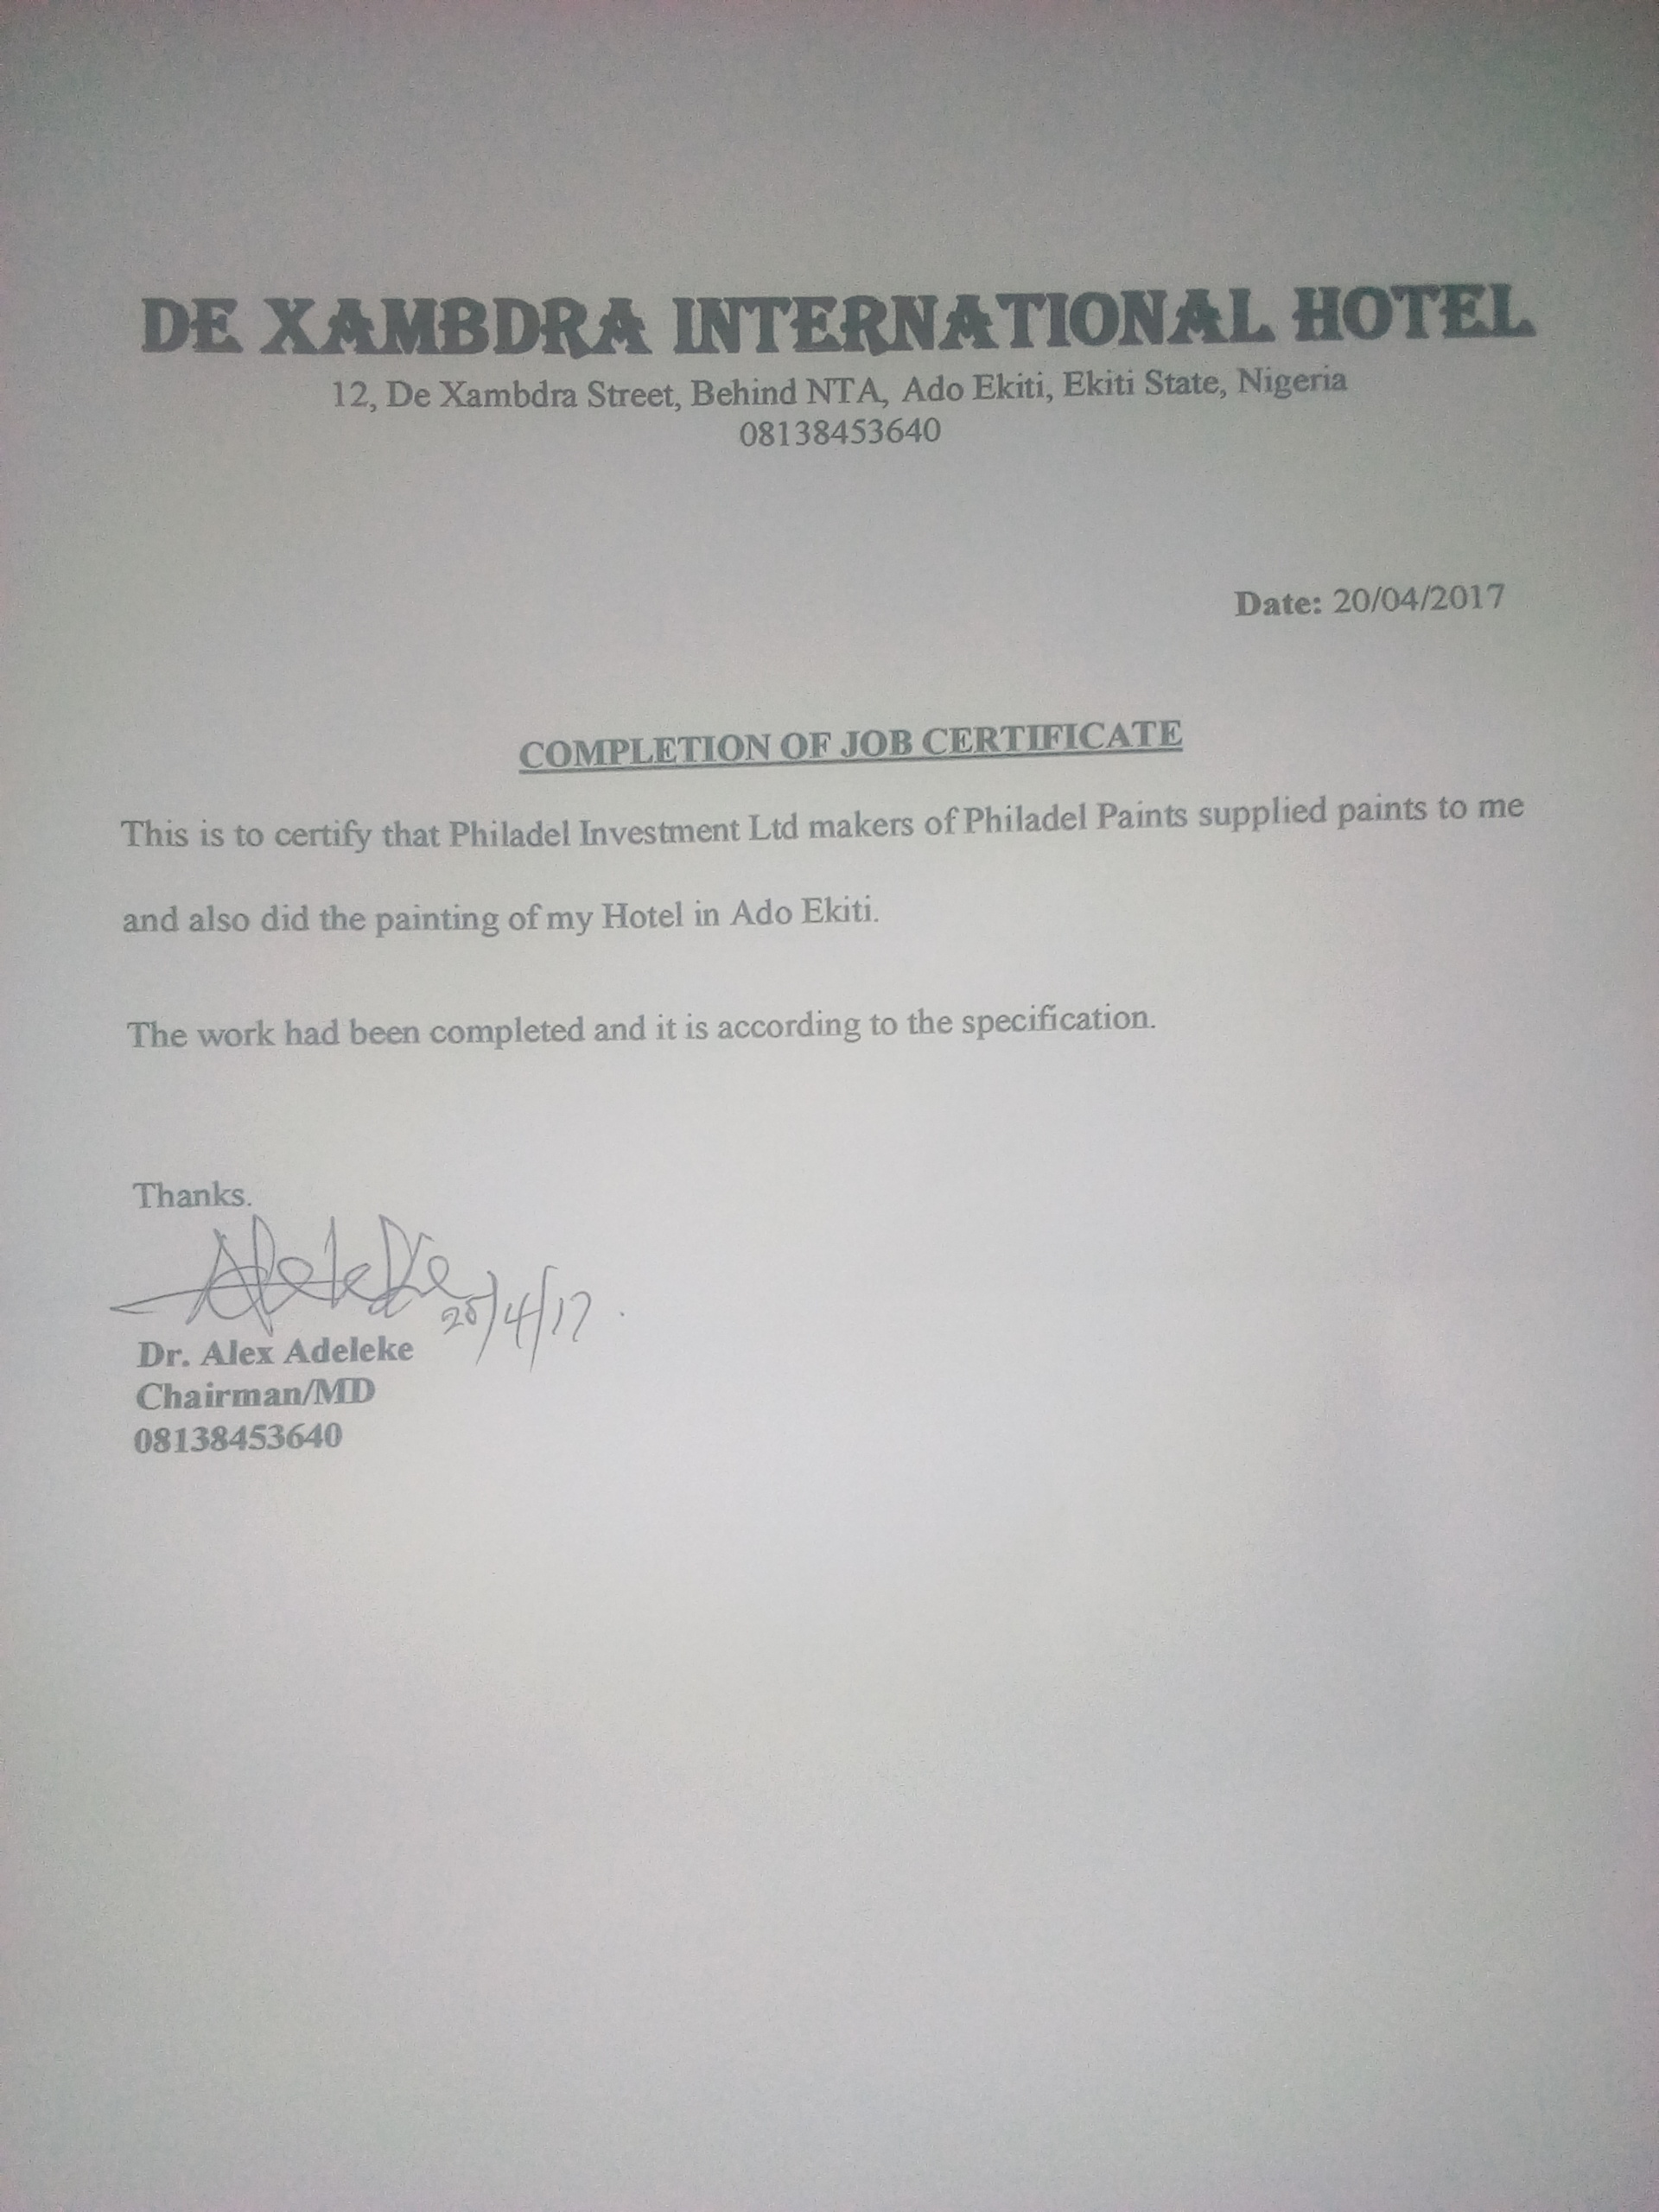 DE XAMBDRA INTERNATIONAL HOTEL
12, De Xambdra Street, Behind NTA, Ado Ekiti, Ekiti State, Nigeria
08138453640
Date: 20/04/2017
COMPLETION OF JOB CERTIFICATE
This is to certify that Philadel Investment Ltd makers of Philadel Paints supplied paints to me
and also did the painting of my Hotel in Ado Ekiti.
The work had been completed and it is according to the specification.
Thanks.
Adeleke
/4/17.
Dr. Alex Adeleke
Chairman/MD
08138453640